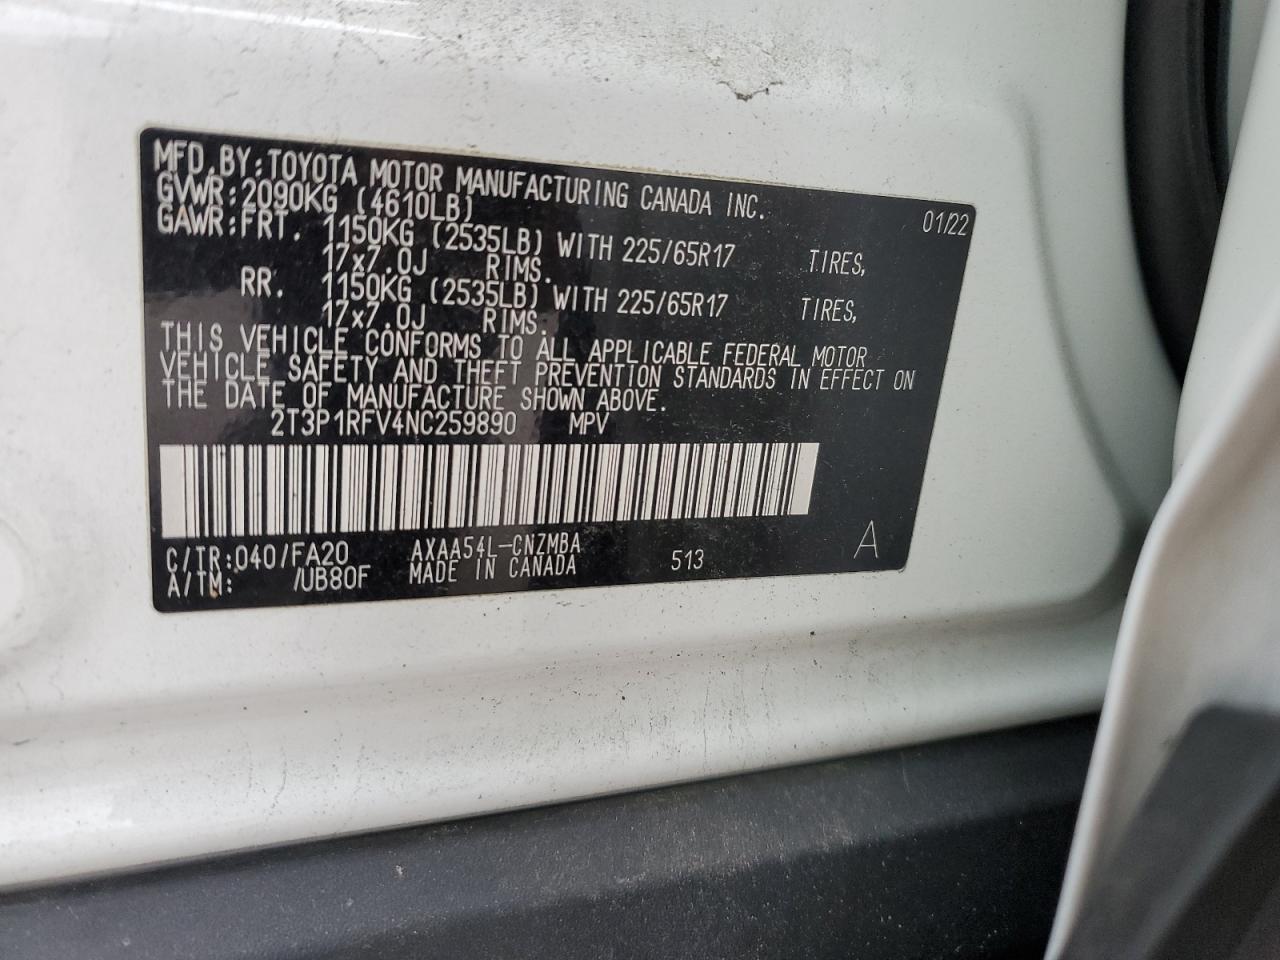 MFD.BY:TOYOTA MOTOR MANUFACTURING CANADA INC.
GVWR:2090KG (4610LB) 01/22
GAWR:FRT. 1150KG (2535LB) WITH 225/65R17 TIRES,
17x7.0J RIMS.
RR. 1150KG (2535LB) WITH 225/65R17 TIRES,
17x7.0J RIMS.
THIS VEHICLE CONFORMS TO ALL APPLICABLE FEDERAL MOTOR
VEHICLE SAFETY AND THEFT PREVENTION STANDARDS IN EFFECT ON
THE DATE OF MANUFACTURE SHOWN ABOVE.
2T3P1RFV4NC259890 MPV
C/TR:040/FA20 AXAA54L-CNZMBA 513 A
A/TM: /UB80F MADE IN CANADA